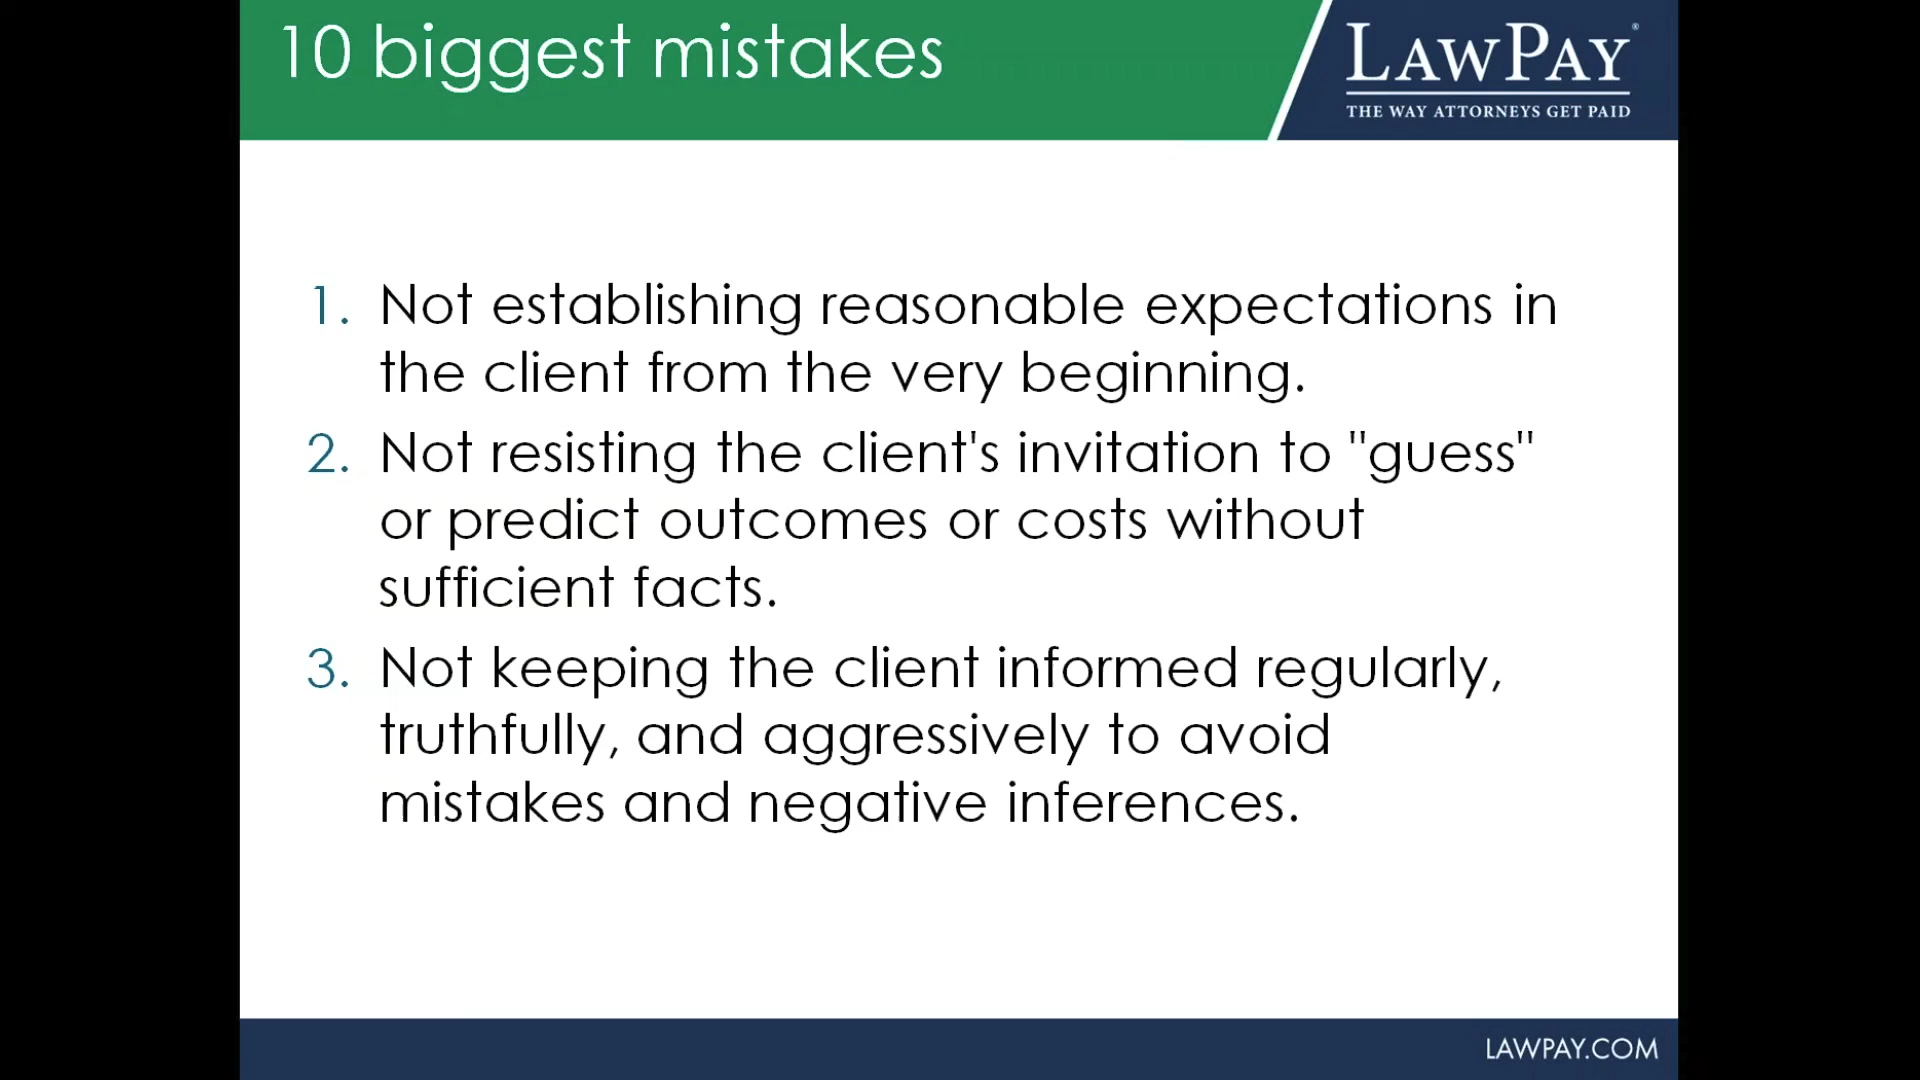 10 biggest mistakes
LAWPAY®
THE WAY ATTORNEYS GET PAID
1. Not establishing reasonable expectations in
the client from the very beginning.
2. Not resisting the client's invitation to "guess"
or predict outcomes or costs without
sufficient facts.
3. Not keeping the client informed regularly,
truthfully, and aggressively to avoid
mistakes and negative inferences.
LAWPAY.COM